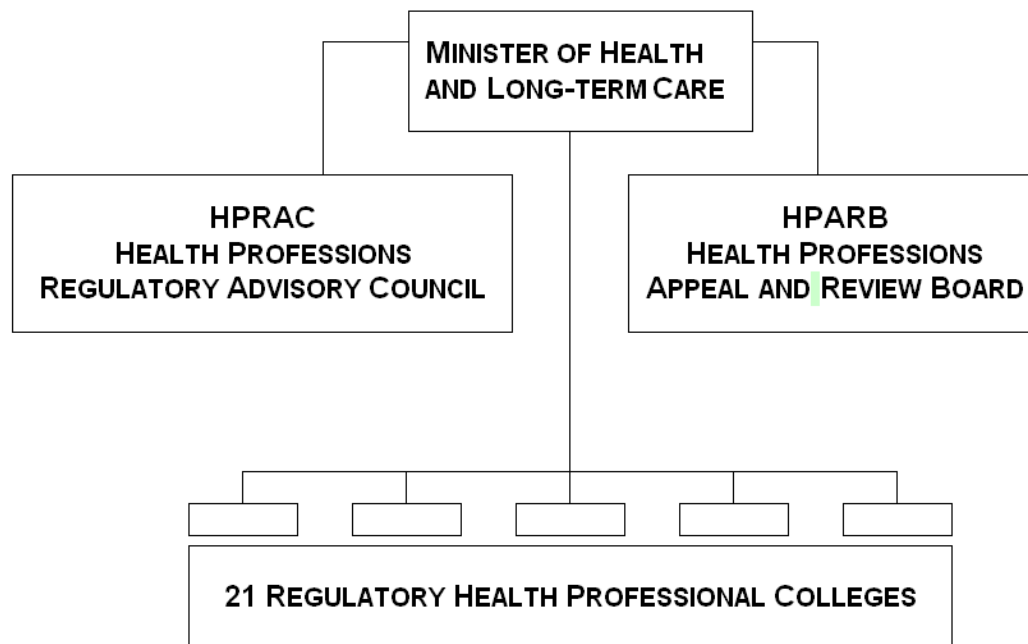 MINISTER OF HEALTH
AND LONG-TERM CARE
HPRAC
HEALTH PROFESSIONS
REGULATORY ADVISORY COUNCIL
HPARB
HEALTH PROFESSIONS
APPEAL AND REVIEW BOARD
21 REGULATORY HEALTH PROFESSIONAL COLLEGES